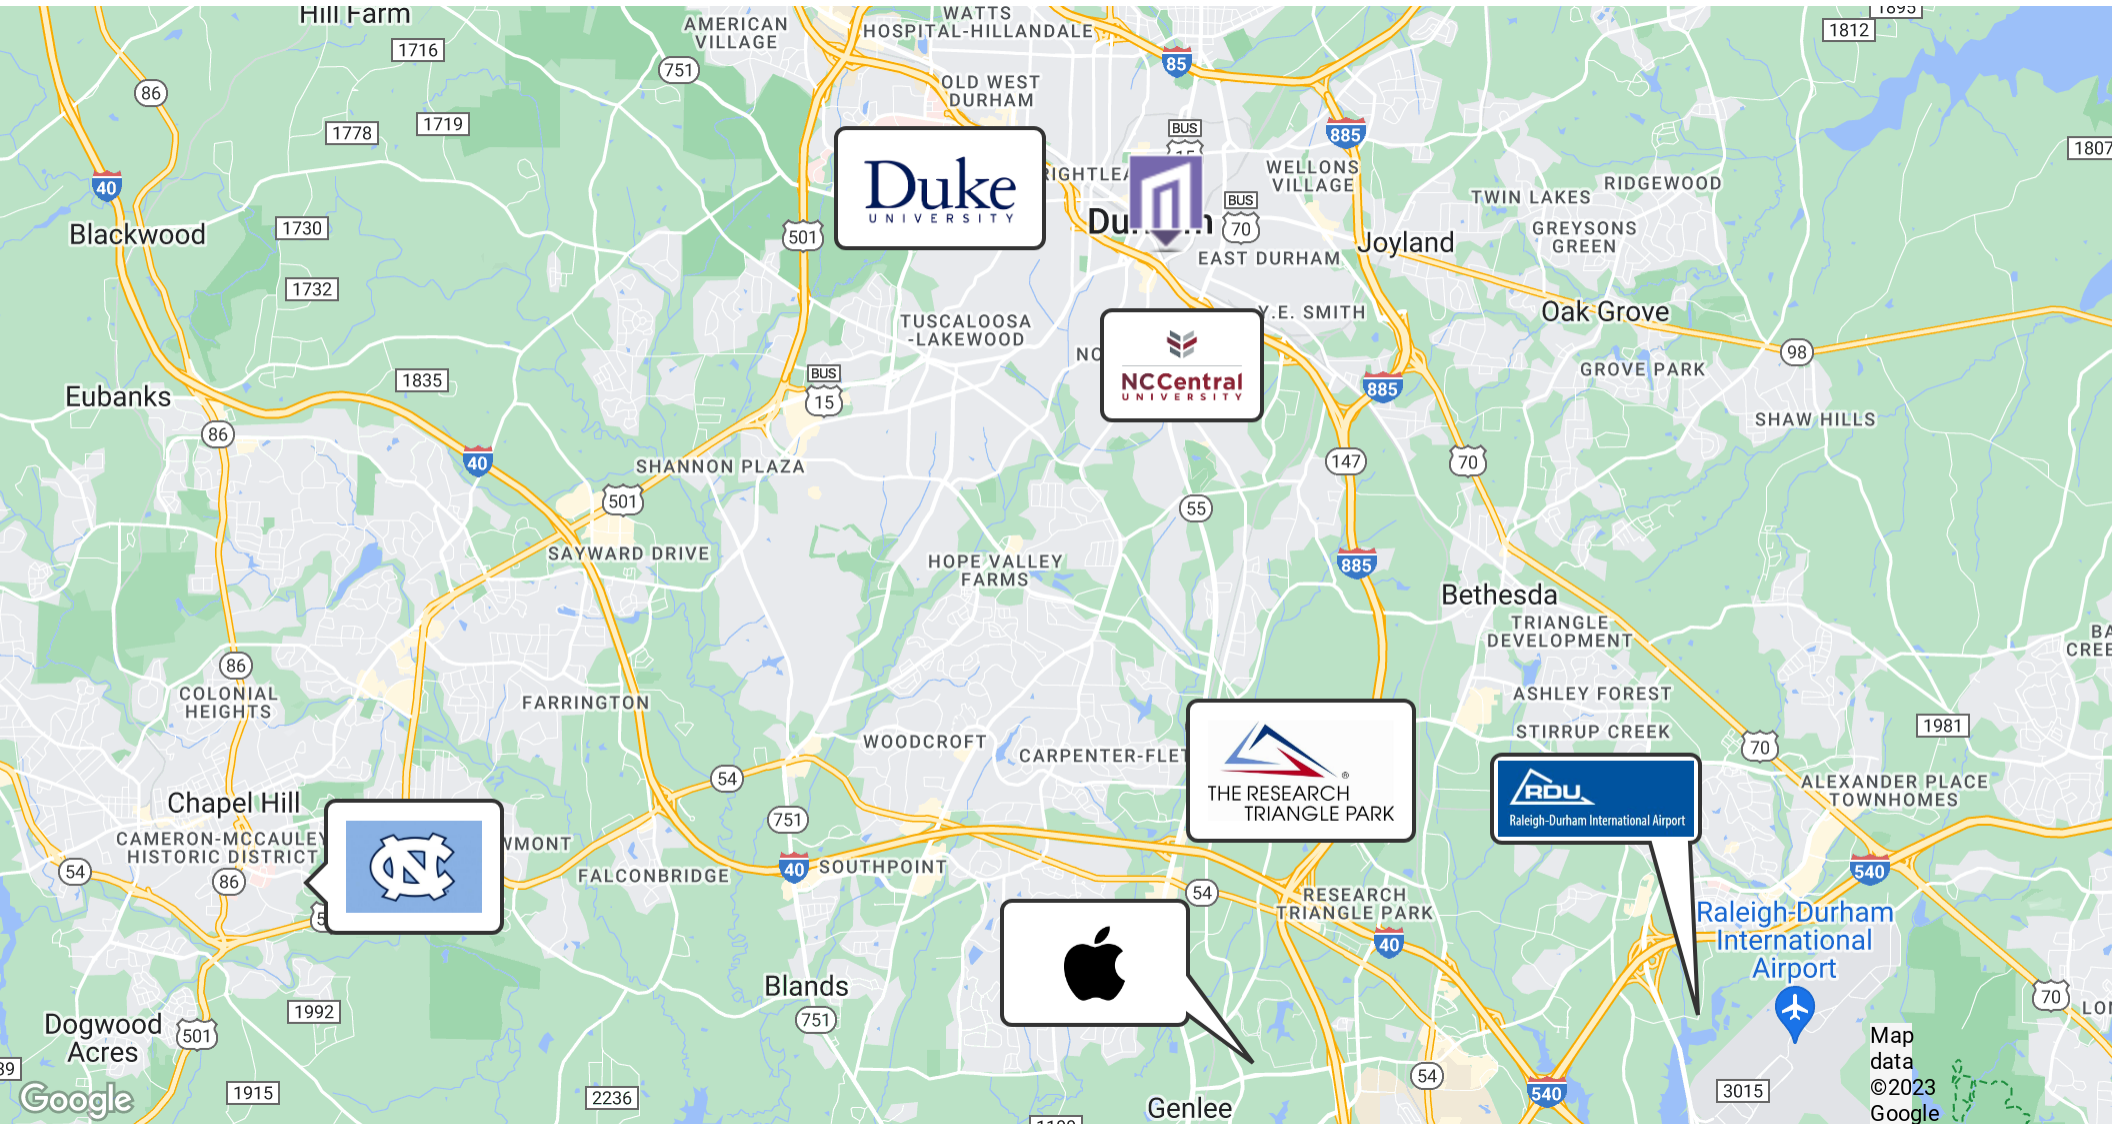 Hill Farm
AMERICAN
VILLAGE
WATTS
HOSPITAL-HILLANDALE
1895
1812
1716
751
85
86
OLD WEST
DURHAM
1778
1719
BUS
15
885
1807
40
Duke
UNIVERSITY
WELLONS
VILLAGE
TWIN LAKES
RIDGEWOOD
Blackwood
1730
501
BUS
70
GREYSONS
GREEN
Joyland
EAST DURHAM
1732
TUSCALOOSA
-LAKEWOOD
Y.E. SMITH
Oak Grove
98
NCCentral
UNIVERSITY
GROVE PARK
Eubanks
1835
BUS
15
885
SHAW HILLS
86
40
SHANNON PLAZA
147
70
501
55
SAYWARD DRIVE
HOPE VALLEY
FARMS
885
Bethesda
TRIANGLE
DEVELOPMENT
86
COLONIAL
HEIGHTS
FARRINGTON
ASHLEY FOREST
STIRRUP CREEK
1981
WOODCROFT
CARPENTER-FLET
70
54
THE RESEARCH
TRIANGLE PARK
®
RDU
Raleigh-Durham International Airport
ALEXANDER PLACE
TOWNHOMES
Chapel Hill
751
CAMERON-MCCAULEY
HISTORIC DISTRICT
NC
WMONT
54
86
FALCONBRIDGE
40
SOUTHPOINT
54
540
RESEARCH
TRIANGLE PARK
Raleigh-Durham
International
Airport
40
Blands
751
70
Dogwood
Acres
501
1992
Map
data
©2023
Google
54
540
3015
Google
1915
2236
Genlee